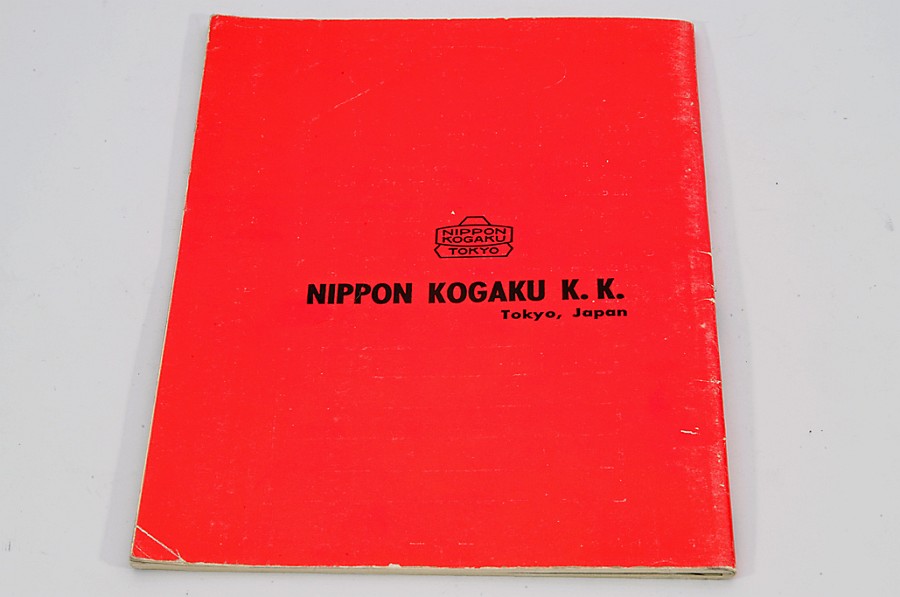 NIPPON
KOGAKU
TOKYO
NIPPON KOGAKU K. K.
Tokyo, Japan